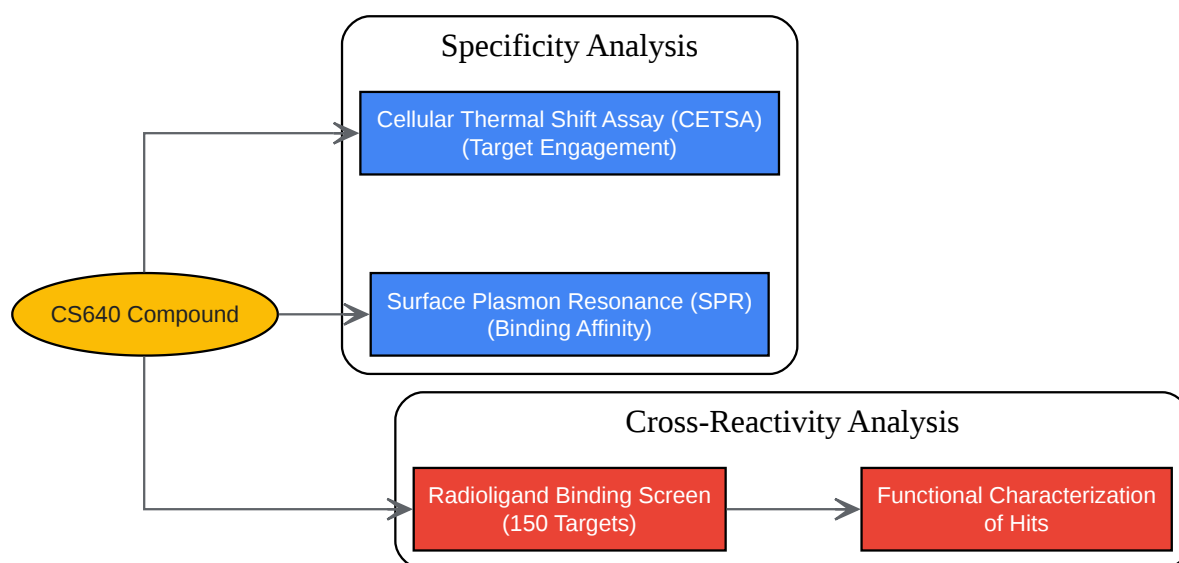 Specificity Analysis
Cellular Thermal Shift Assay (CETSA)
(Target Engagement)
CS640 Compound
Surface Plasmon Resonance (SPR)
(Binding Affinity)
Cross-Reactivity Analysis
Radioligand Binding Screen
(150 Targets)
Functional Characterization
of Hits